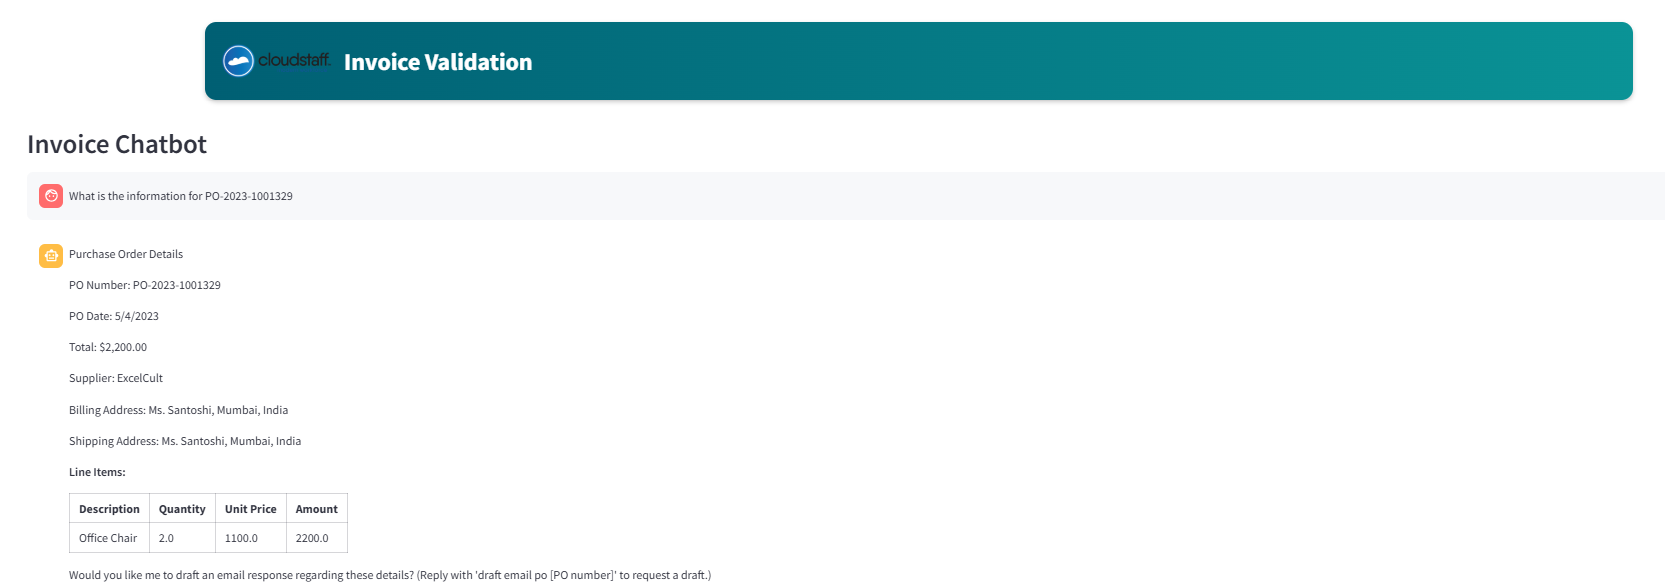 cloudstaff. Invoice Validation
Invoice Chatbot
What is the information for PO-2023-1001329
Purchase Order Details
PO Number: PO-2023-1001329
PO Date: 5/4/2023
Total: $2,200.00
Supplier: ExcelCult
Billing Address: Ms. Santoshi, Mumbai, India
Shipping Address: Ms. Santoshi, Mumbai, India
Line Items:
Description Quantity Unit Price Amount
Office Chair 2.0 1100.0 2200.0
Would you like me to draft an email response regarding these details? (Reply with 'draft email po [PO number]' to request a draft.)